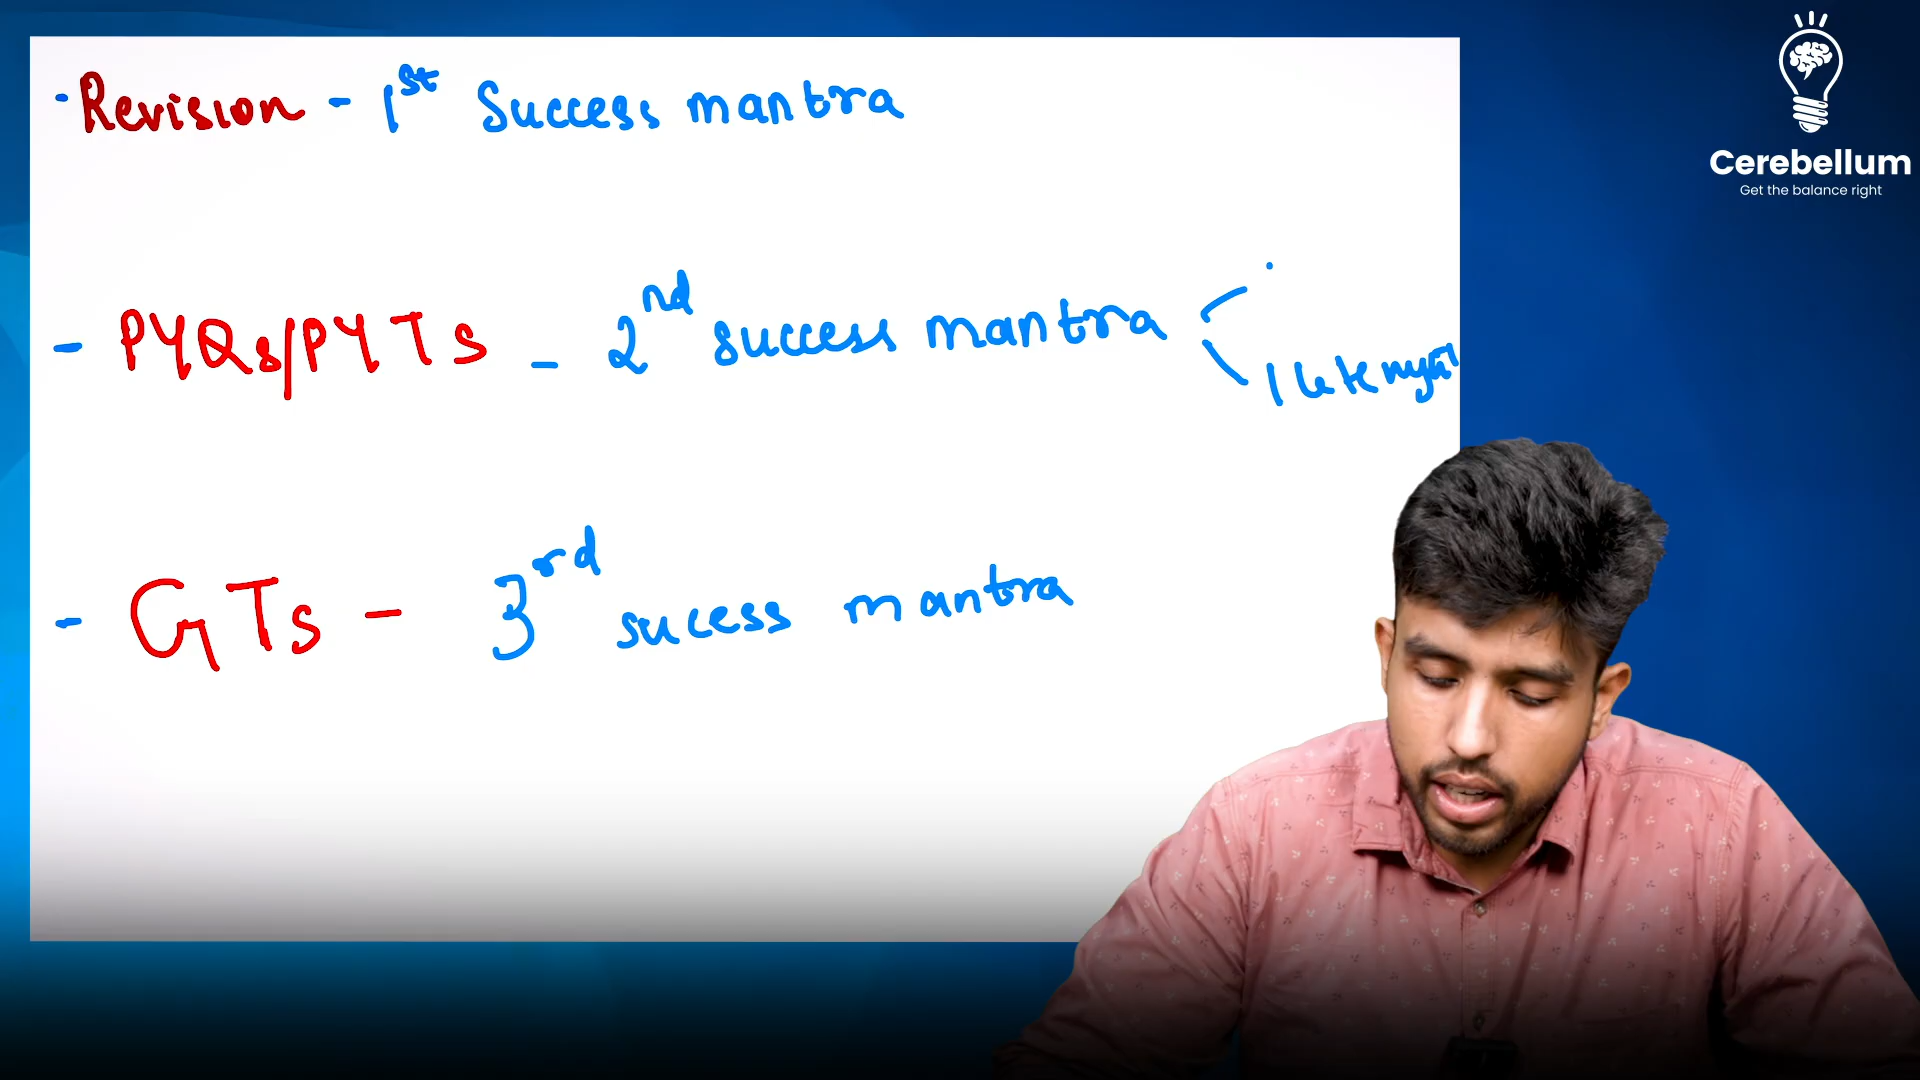 · Revision - 1st Success mantra
- PYQs/PYTs - 2nd success mantra
- GTs - 3rd sucess mantra
Cerebellum
Get the balance right